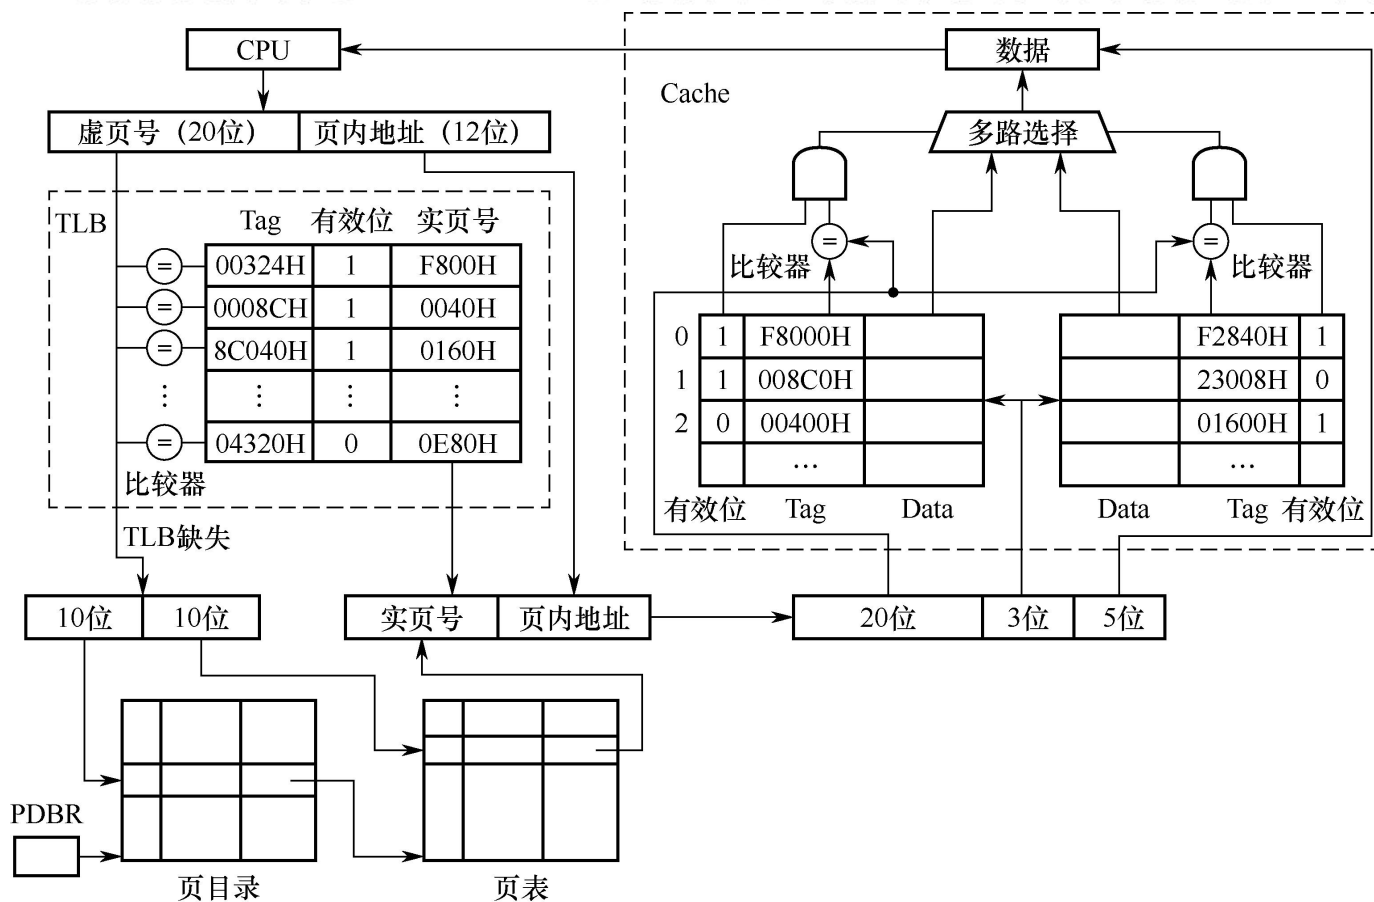 CPU
数据
Cache
虚页号（20位） 页内地址（12位）
多路选择
TLB
Tag 有效位 实页号
= 00324H 1 F800H
= 0008CH 1 0040H
= 8C040H 1 0160H
⋮ ⋮ ⋮ ⋮
= 04320H 0 0E80H
比较器
TLB缺失
= =
比较器 比较器
0 1 F8000H F2840H 1
1 1 008C0H 23008H 0
2 0 00400H 01600H 1
… …
有效位 Tag Data Data Tag 有效位
10位 10位
实页号 页内地址
20位 3位 5位
PDBR
页目录 页表